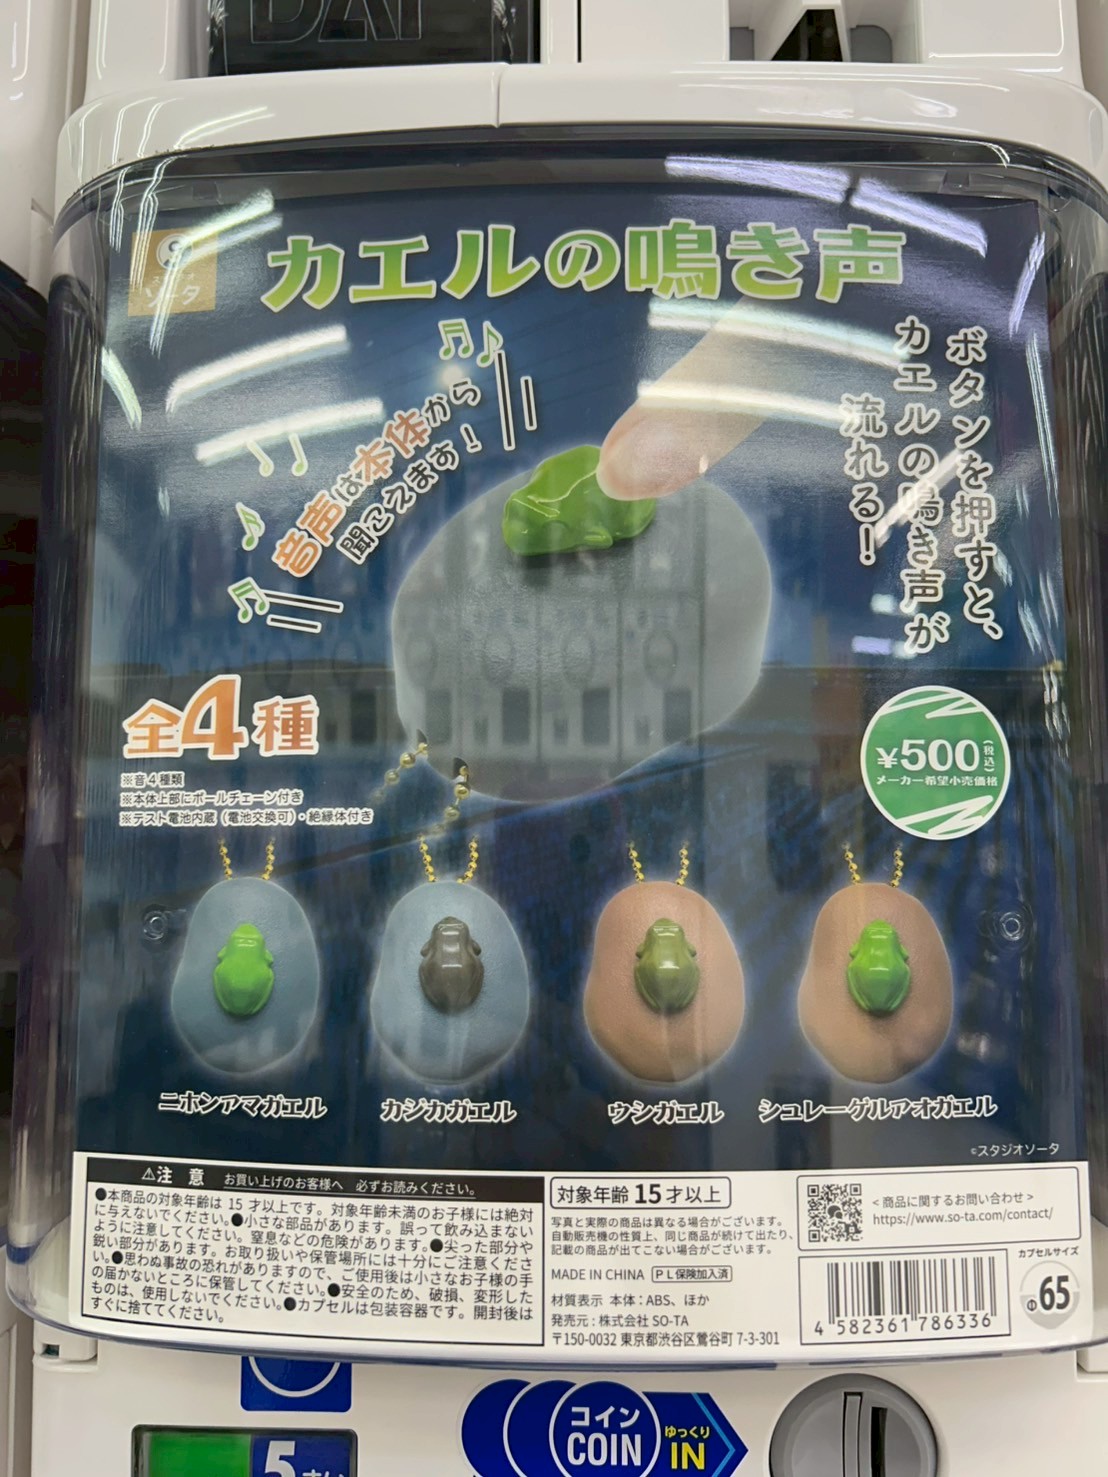 カエルの鳴き声
ソータ
ボタンを押すと、
カエルの鳴き声が
流れる!
音声は本体から
聞こえます!
全4種
※音4種類
※本体上部にボールチェーン付き
※テスト電池内蔵(電池交換可)・絶縁体付き
¥500(税込)
メーカー希望小売価格
ニホンアマガエル
カジカガエル
ウシガエル
シュレーゲルアオガエル
©スタジオソータ
⚠注 意 お買い上げのお客様へ 必ずお読みください。
●本商品の対象年齢は 15 才以上です。対象年齢未満のお子様には絶対
に与えないでください。●小さな部品があります。誤って飲み込まない
ように注意してください。窒息などの危険があります。●尖った部分や
鋭い部分があります。お取り扱いや保管場所には十分にご注意くださ
い。●思わぬ事故の恐れがありますので、ご使用後は小さなお子様の手
の届かないところに保管してください。●安全のため、破損、変形した
ものは、使用しないでください。●カプセルは包装容器です。開封後は
すぐに捨ててください。
対象年齢15才以上
写真と実際の商品は異なる場合がございます。
自動販売機の性質上、同じ商品が続けて出たり、
記載の商品が出てこない場合がございます。
MADE IN CHINA PL保険加入済
材質表示 本体:ABS、ほか
発売元:株式会社 SO-TA
〒150-0032 東京都渋谷区鶯谷町 7-3-301
<商品に関するお問い合わせ>
https://www.so-ta.com/contact/
4 582361 786336
カプセルサイズ
Φ65
コイン
COIN
ゆっくり
IN
5